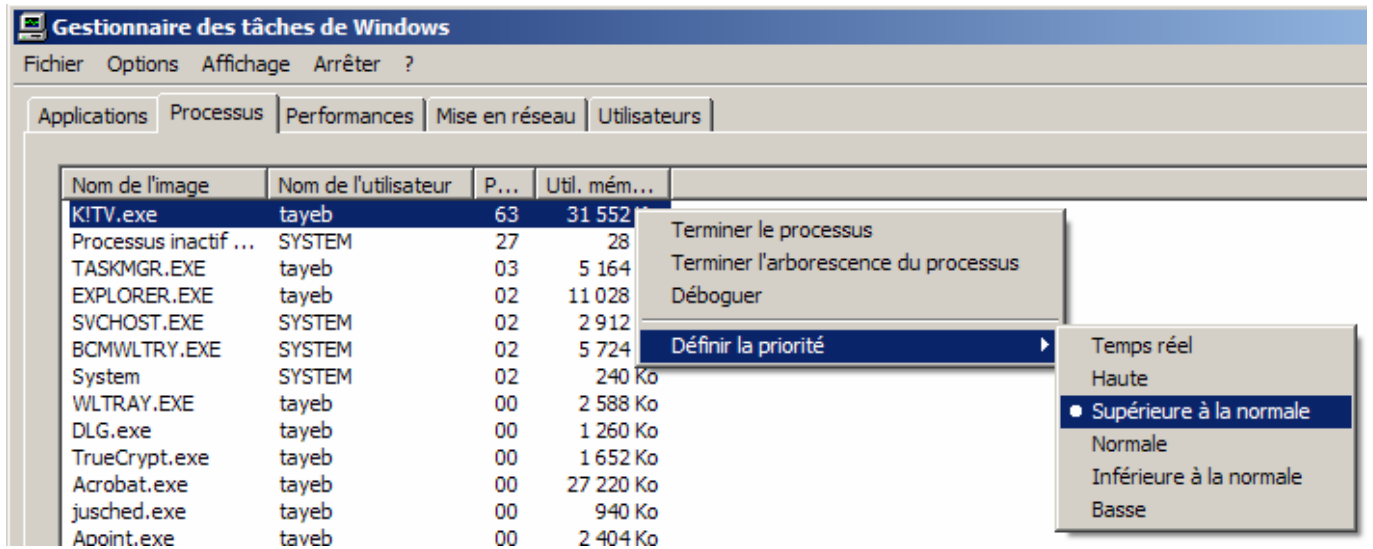 Gestionnaire des tâches de Windows
Fichier Options Affichage Arrêter ?
Applications Processus Performances Mise en réseau Utilisateurs
Nom de l'image Nom de l'utilisateur P... Util. mém...
K!TV.exe tayeb 63 31 552
Processus inactif ... SYSTEM 27 28
TASKMGR.EXE tayeb 03 5 164
EXPLORER.EXE tayeb 02 11 028
SVCHOST.EXE SYSTEM 02 2 912
BCMWLTRY.EXE SYSTEM 02 5 724
System SYSTEM 02 240 Ko
WLTRAY.EXE tayeb 00 2 588 Ko
DLG.exe tayeb 00 1 260 Ko
TrueCrypt.exe tayeb 00 1 652 Ko
Acrobat.exe tayeb 00 27 220 Ko
jusched.exe tayeb 00 940 Ko
Apoint.exe tayeb 00 2 404 Ko
Terminer le processus
Terminer l'arborescence du processus
Déboguer
Définir la priorité
Temps réel
Haute
Supérieure à la normale
Normale
Inférieure à la normale
Basse